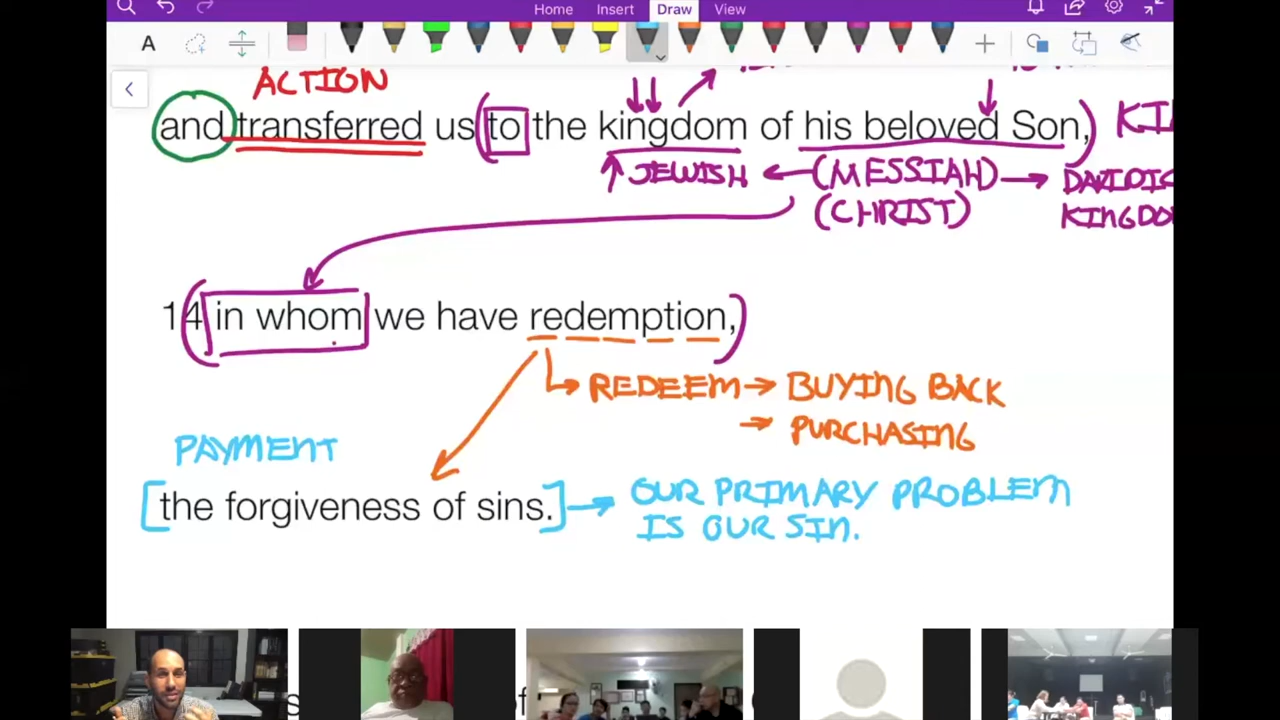 Home Insert Draw View
A
ACTION
and transferred us to the kingdom of his beloved Son,
JEWISH (MESSIAH)
(CHRIST)
14 in whom we have redemption,
REDEEM → BUYING BACK
→ PURCHASING
PAYMENT
[the forgiveness of sins.] → OUR PRIMARY PROBLEM
IS OUR SIN.